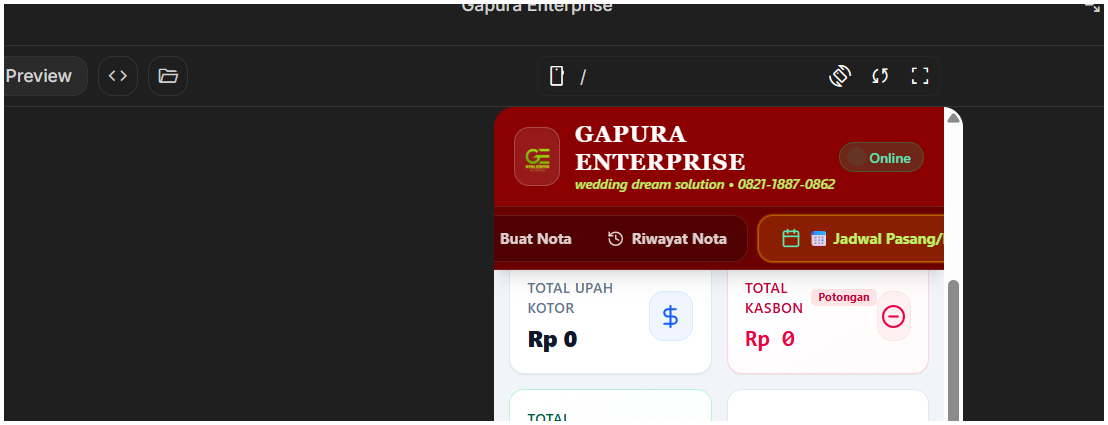 Gapura Enterprise
Preview
/
GAPURA
ENTERPRISE
wedding dream solution • 0821-1887-0862
Online
Buat Nota
Riwayat Nota
Jadwal Pasang/
TOTAL UPAH
KOTOR
Rp 0
TOTAL
KASBON
Potongan
Rp 0
TOTAL